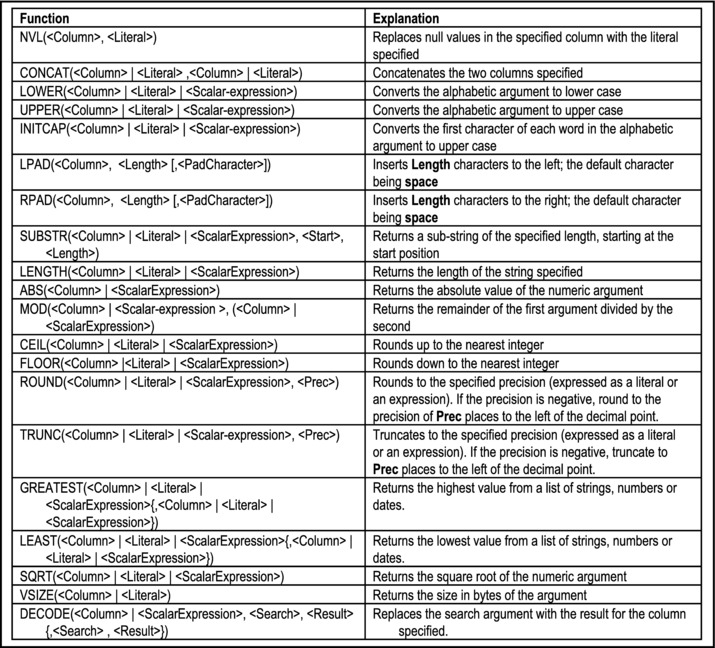 Function Explanation
NVL(<Column>, <Literal>) Replaces null values in the specified column with the literal
specified
CONCAT(<Column> | <Literal> ,<Column> | <Literal>) Concatenates the two columns specified
LOWER(<Column> | <Literal> | <Scalar-expression>) Converts the alphabetic argument to lower case
UPPER(<Column> | <Literal> | <Scalar-expression>) Converts the alphabetic argument to upper case
INITCAP(<Column> | <Literal> | <Scalar-expression>) Converts the first character of each word in the alphabetic
argument to upper case
LPAD(<Column>, <Length> [,<PadCharacter>]) Inserts Length characters to the left; the default character
being space
RPAD(<Column>, <Length> [,<PadCharacter>]) Inserts Length characters to the right; the default character
being space
SUBSTR(<Column> | <Literal> | <ScalarExpression>, <Start>, Returns a sub-string of the specified length, starting at the
<Length>) start position
LENGTH(<Column> | <Literal> | <ScalarExpression>) Returns the length of the string specified
ABS(<Column> | <ScalarExpression>) Returns the absolute value of the numeric argument
MOD(<Column> | <Scalar-expression >, (<Column> | Returns the remainder of the first argument divided by the
<ScalarExpression>) second
CEIL(<Column> | <Literal> | <ScalarExpression>) Rounds up to the nearest integer
FLOOR(<Column> |<Literal> | <ScalarExpression>) Rounds down to the nearest integer
ROUND(<Column> | <Literal> | <ScalarExpression>, <Prec>) Rounds to the specified precision (expressed as a literal or
an expression). If the precision is negative, round to the
precision of Prec places to the left of the decimal point.
TRUNC(<Column> | <Literal> | <Scalar-expression>, <Prec>) Truncates to the specified precision (expressed as a literal
or an expression). If the precision is negative, truncate to
Prec places to the left of the decimal point.
GREATEST(<Column> | <Literal> | Returns the highest value from a list of strings, numbers or
<ScalarExpression>{,<Column> | <Literal> | dates.
<ScalarExpression>})
LEAST(<Column> | <Literal> | <ScalarExpression>{,<Column> | Returns the lowest value from a list of strings, numbers or
<Literal> | <ScalarExpression>}) dates.
SQRT(<Column> | <Literal> | <ScalarExpression>) Returns the square root of the numeric argument
VSIZE(<Column> | <Literal>) Returns the size in bytes of the argument
DECODE(<Column> | <ScalarExpression>, <Search>, <Result> Replaces the search argument with the result for the column
{,<Search> , <Result>}) specified.